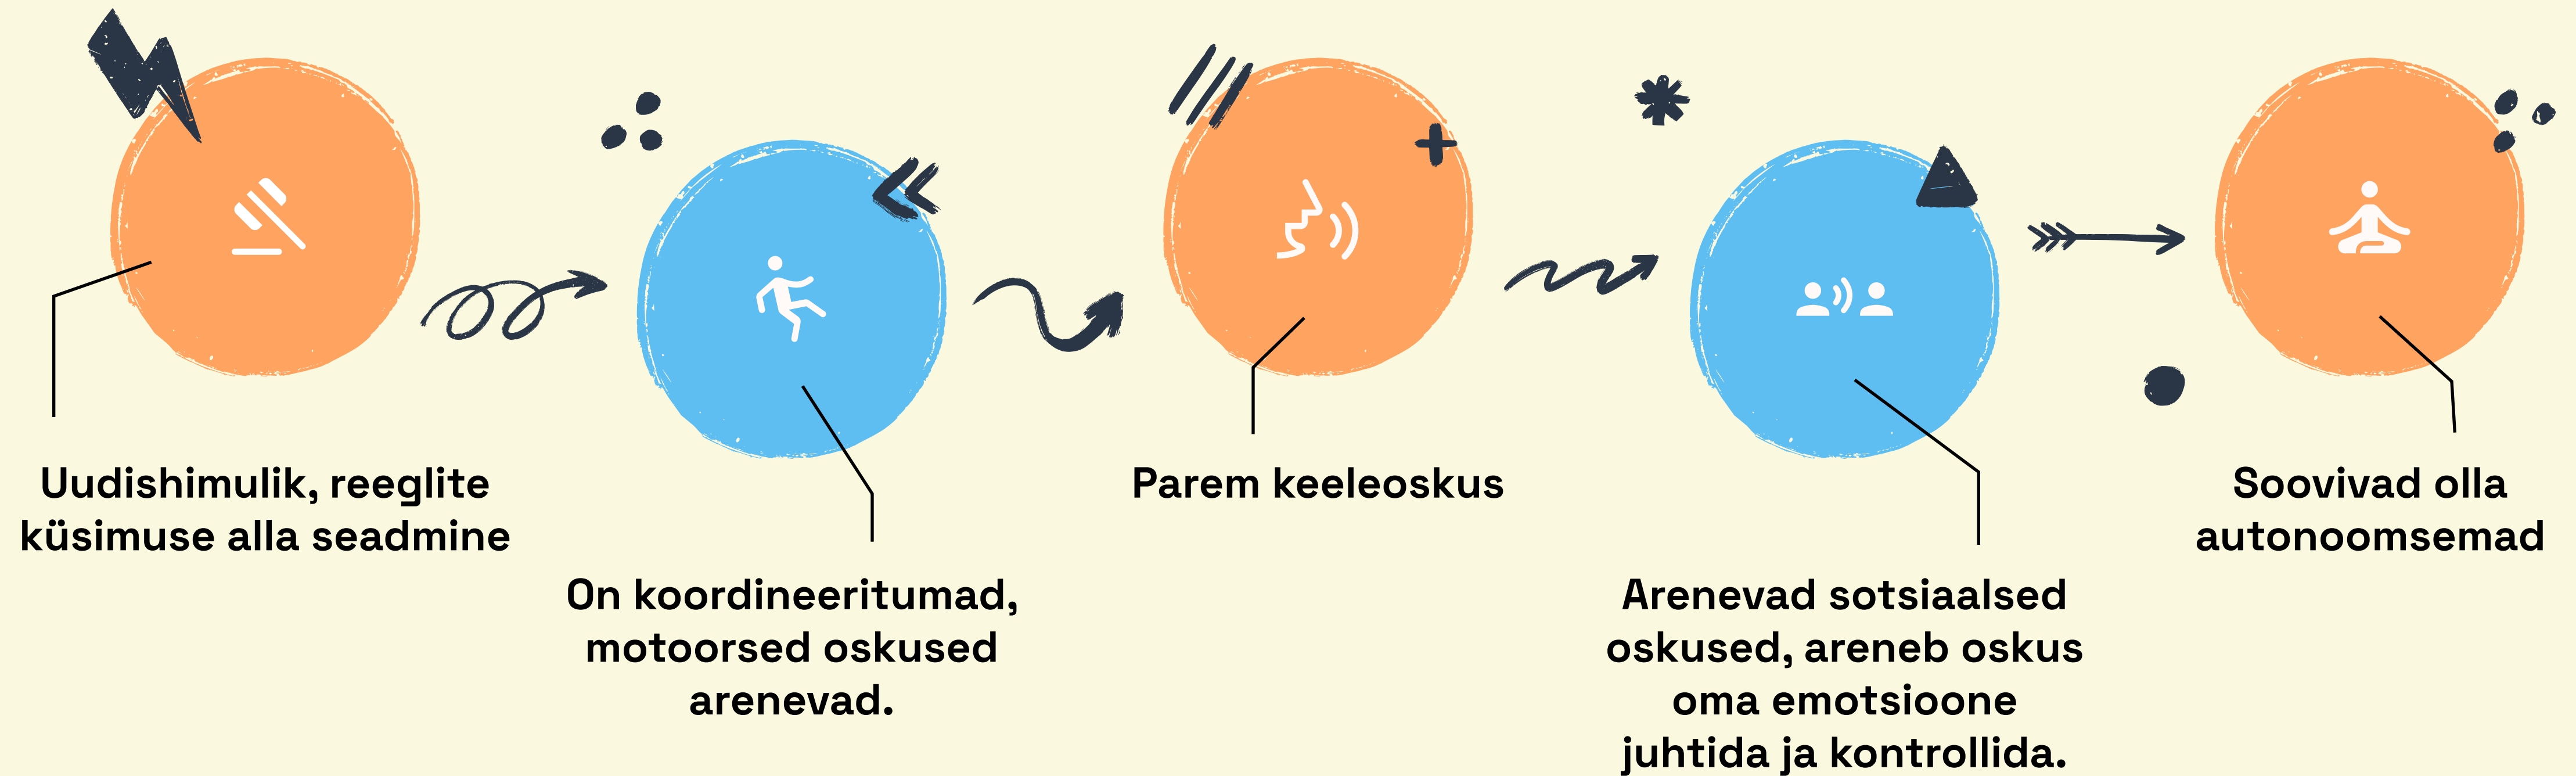 Uudishimulik, reeglite
küsimuse alla seadmine
On koordineeritumad,
motoorsed oskused
arenevad.
Parem keeleoskus
Arenevad sotsiaalsed
oskused, areneb oskus
oma emotsioone
juhtida ja kontrollida.
Soovivad olla
autonoomsemad